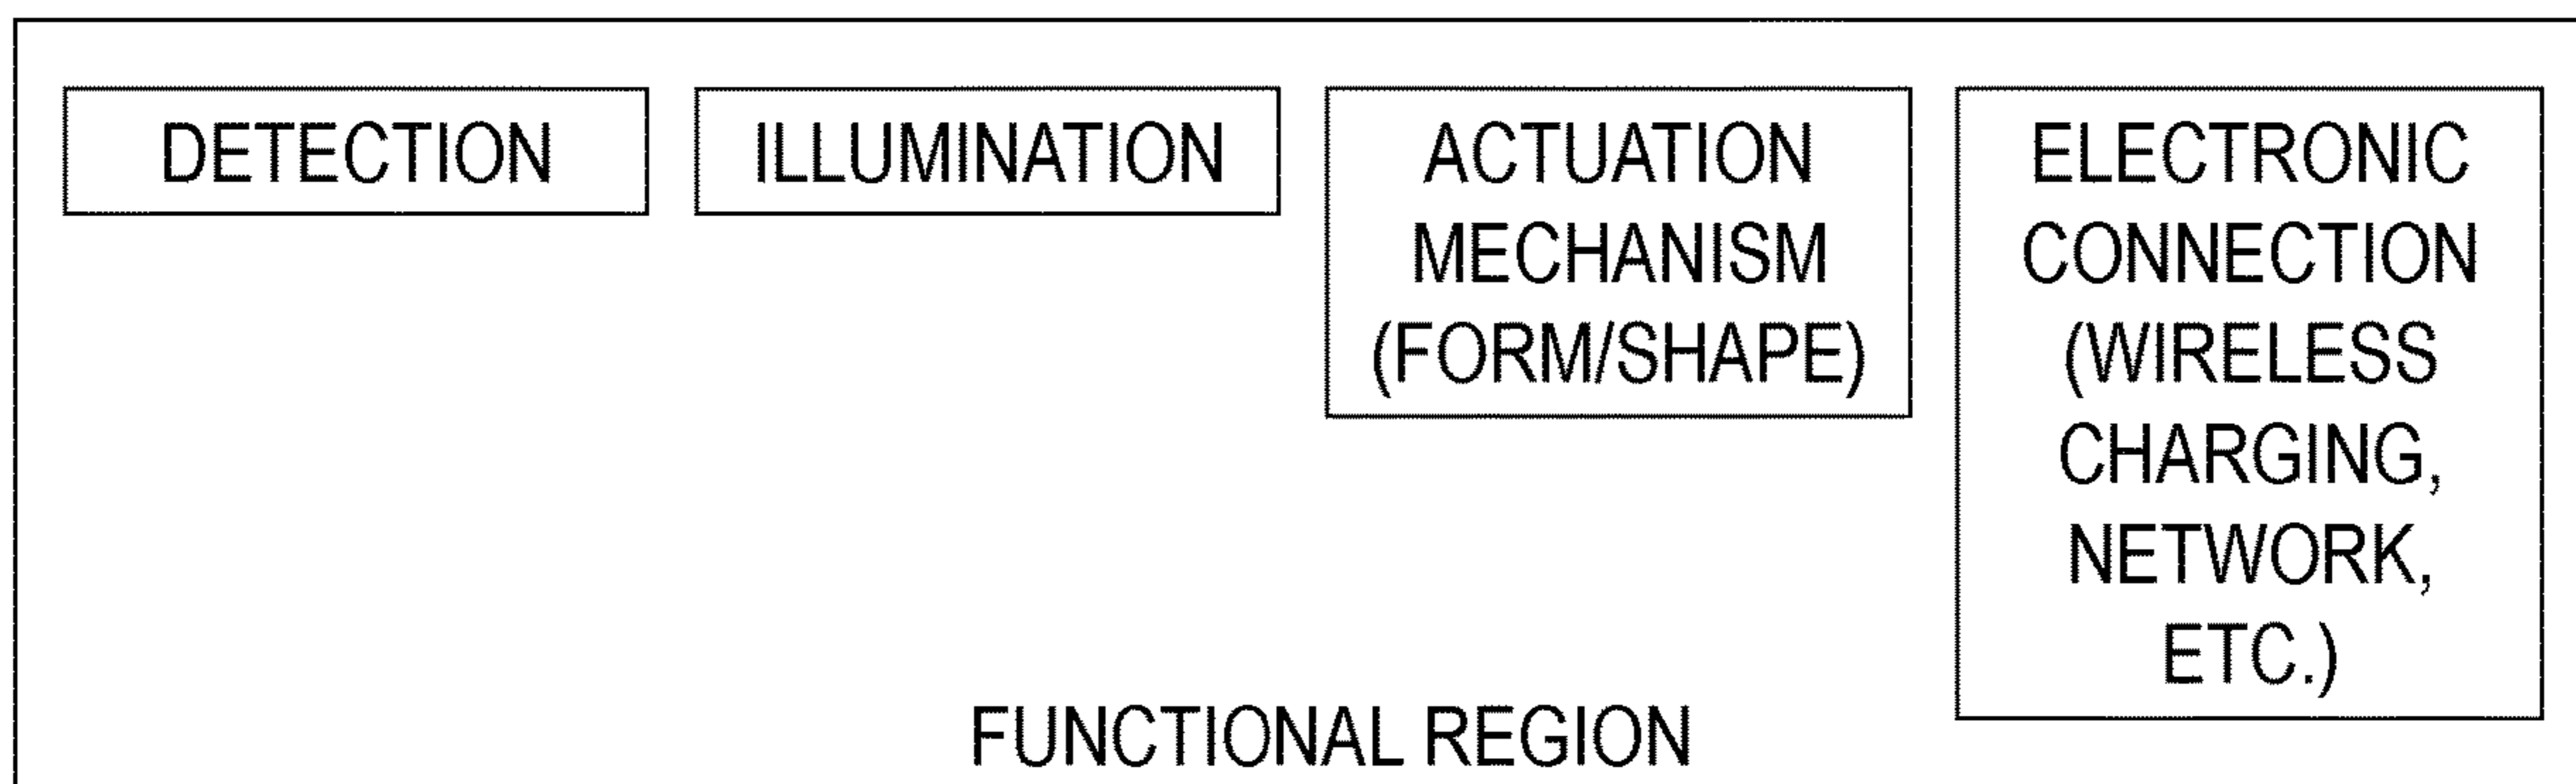 DETECTION
ILLUMINATION
ACTUATION
MECHANISM
(FORM/SHAPE)
ELECTRONIC
CONNECTION
(WIRELESS
CHARGING,
NETWORK,
ETC.)
FUNCTIONAL REGION